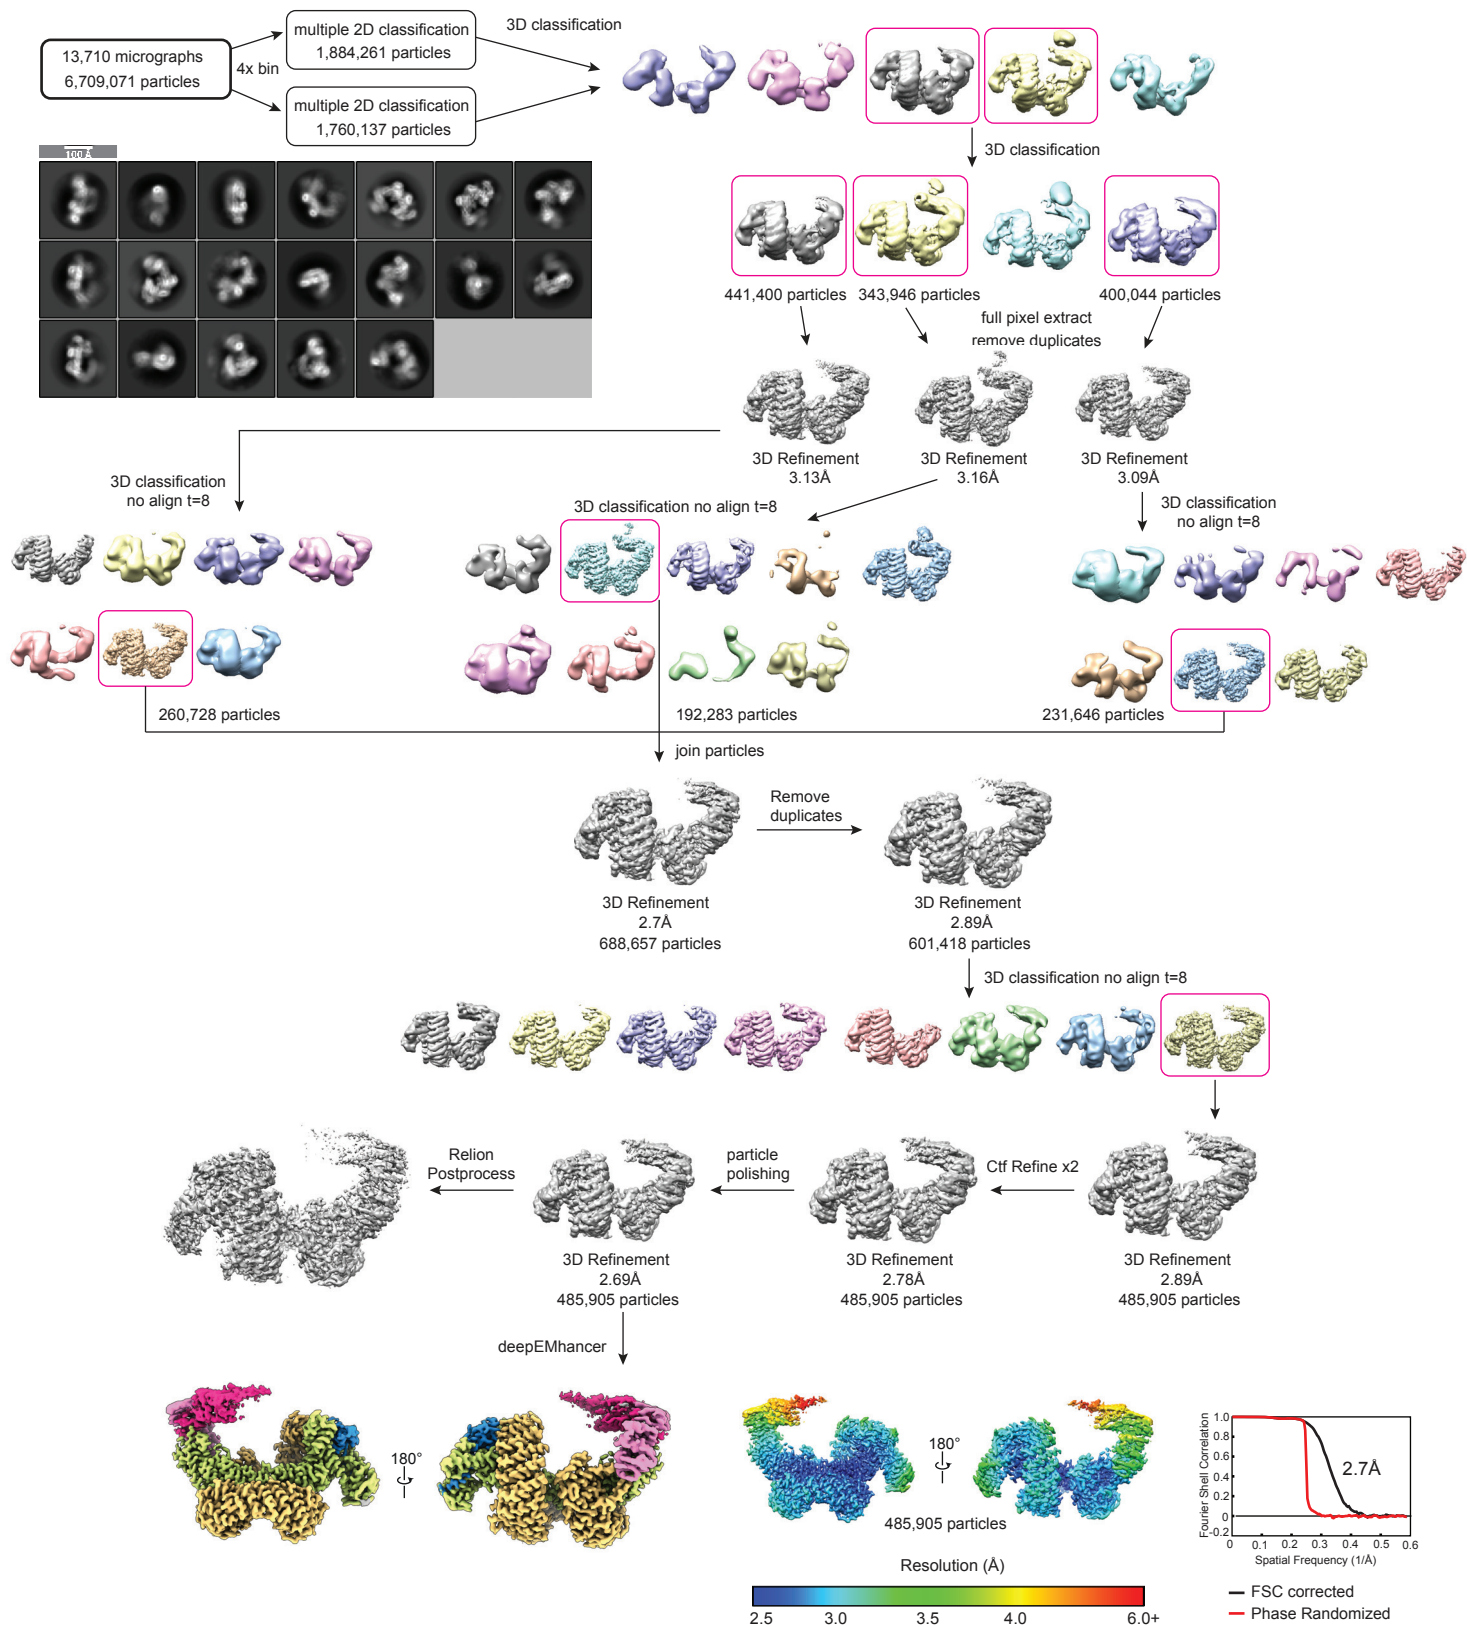 13,710 micrographs
6,709,071 particles
4x bin
multiple 2D classification
1,884,261 particles
multiple 2D classification
1,760,137 particles
3D classification
100 Å
3D classification
441,400 particles
343,946 particles
400,044 particles
full pixel extract
remove duplicates
3D Refinement
3.13Å
3D Refinement
3.16Å
3D Refinement
3.09Å
3D classification
no align t=8
3D classification no align t=8
3D classification
no align t=8
260,728 particles
192,283 particles
231,646 particles
join particles
Remove
duplicates
3D Refinement
2.7Å
688,657 particles
3D Refinement
2.89Å
601,418 particles
3D classification no align t=8
Relion
Postprocess
particle
polishing
Ctf Refine x2
3D Refinement
2.69Å
485,905 particles
3D Refinement
2.78Å
485,905 particles
3D Refinement
2.89Å
485,905 particles
deepEMhancer
180°
180°
485,905 particles
Resolution (Å)
2.5 3.0 3.5 4.0 6.0+
Fourier Shell Correlation
1.0
0.8
0.6
0.4
0.2
0
-0.2
2.7Å
0 0.1 0.2 0.3 0.4 0.5 0.6
Spatial Frequency (1/Å)
FSC corrected
Phase Randomized